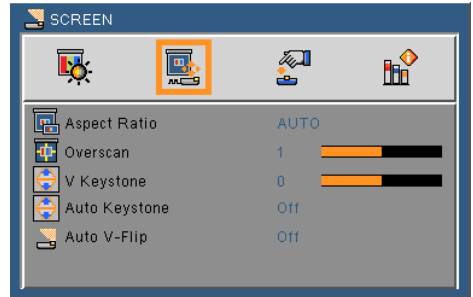 SCREEN
Aspect Ratio AUTO
Overscan 1
V Keystone 0
Auto Keystone Off
Auto V-Flip Off